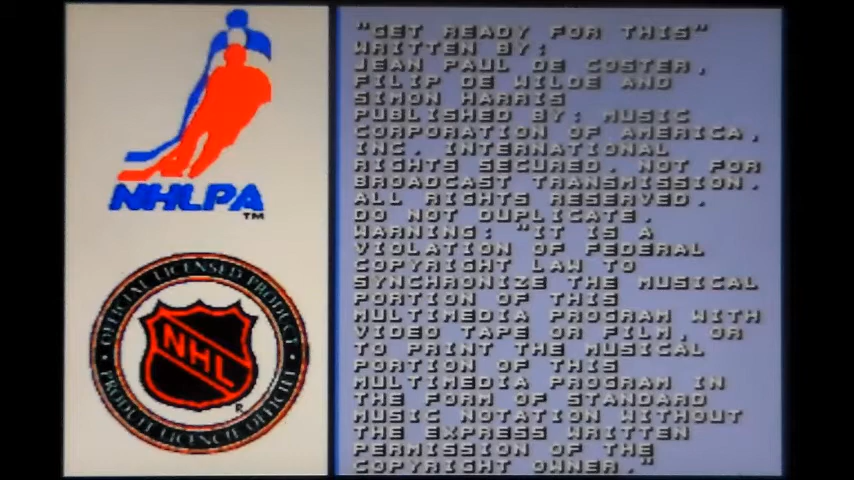 NHLPA
TM
OFFICIAL LICENSED PRODUCT
NHL
R
PRODUIT LICENCIE OFFICIEL
"GET READY FOR THIS"
WRITTEN BY:
JEAN PAUL DE COSTER,
FILIP DE WILDE AND
SIMON HARRIS
PUBLISHED BY: MUSIC
CORPORATION OF AMERICA,
INC. INTERNATIONAL
RIGHTS SECURED. NOT FOR
BROADCAST TRANSMISSION.
ALL RIGHTS RESERVED.
DO NOT DUPLICATE.
WARNING: "IT IS A
VIOLATION OF FEDERAL
COPYRIGHT LAW TO
SYNCHRONIZE THE MUSICAL
PORTION OF THIS
MULTIMEDIA PROGRAM WITH
VIDEO TAPE OR FILM, OR
TO PRINT THE MUSICAL
PORTION OF THIS
MULTIMEDIA PROGRAM IN
THE FORM OF STANDARD
MUSIC NOTATION WITHOUT
THE EXPRESS WRITTEN
PERMISSION OF THE
COPYRIGHT OWNER."